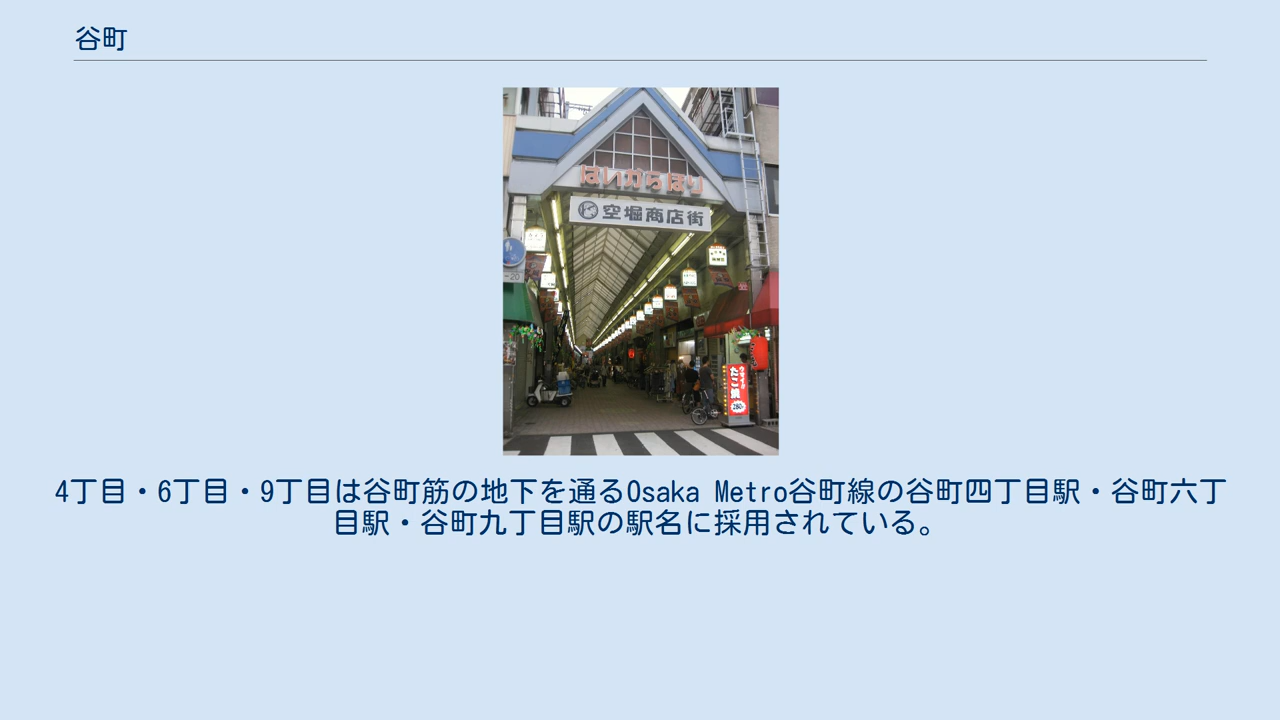 谷町
はいからほり
空堀商店街
-20
たこ焼
280
4丁目・6丁目・9丁目は谷町筋の地下を通るOsaka Metro谷町線の谷町四丁目駅・谷町六丁
目駅・谷町九丁目駅の駅名に採用されている。